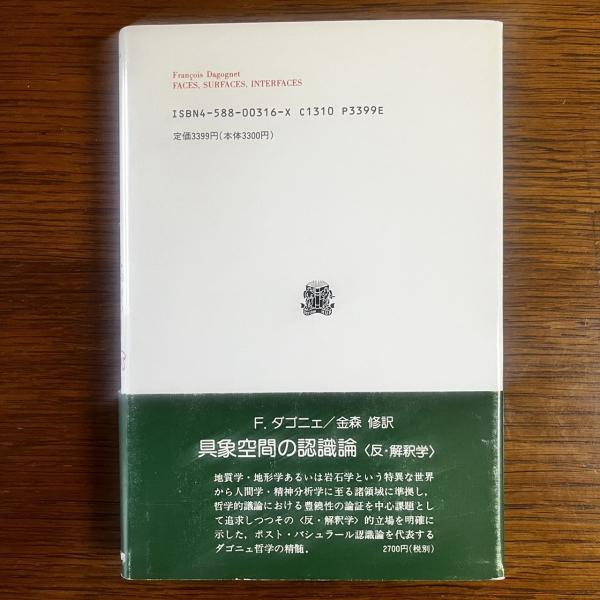 François Dagognet
FACES, SURFACES, INTERFACES
ISBN4-588-00316-X C1310 P3399E
定価3399円(本体3300円)
F. ダゴニェ/金森 修訳
具象空間の認識論〈反・解釈学〉
地質学・地形学あるいは岩石学という特異な世界
から人間学・精神分析学に至る諸領域に準拠し,
哲学的議論における豊饒性の論証を中心課題とし
て追求しつつその〈反・解釈学〉的立場を明確に
示した, ポスト・バシュラール認識論を代表する
ダゴニェ哲学の精髄。 2700円(税別)